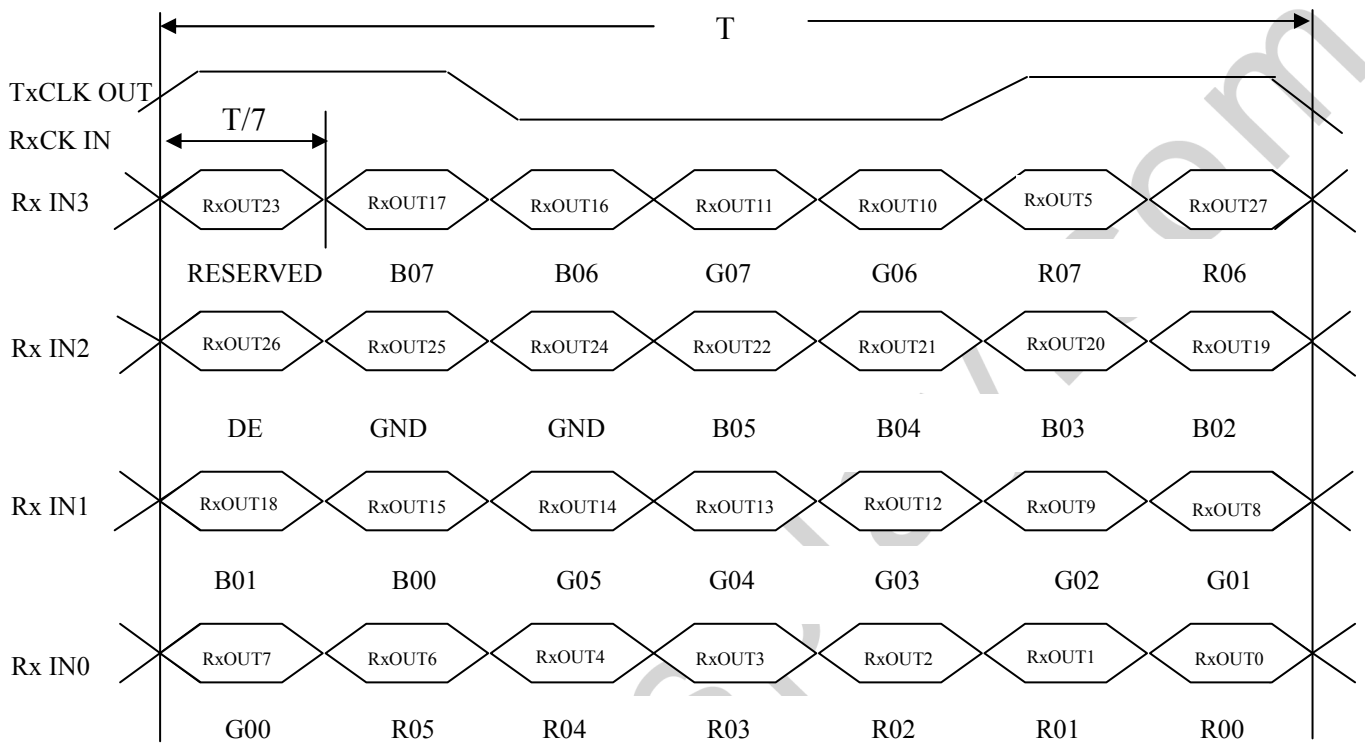 T
TxCLK OUT
T/7
RxCK IN
Rx IN3 RxOUT23 RxOUT17 RxOUT16 RxOUT11 RxOUT10 RxOUT5 RxOUT27
RESERVED B07 B06 G07 G06 R07 R06
Rx IN2 RxOUT26 RxOUT25 RxOUT24 RxOUT22 RxOUT21 RxOUT20 RxOUT19
DE GND GND B05 B04 B03 B02
Rx IN1 RxOUT18 RxOUT15 RxOUT14 RxOUT13 RxOUT12 RxOUT9 RxOUT8
B01 B00 G05 G04 G03 G02 G01
Rx IN0 RxOUT7 RxOUT6 RxOUT4 RxOUT3 RxOUT2 RxOUT1 RxOUT0
G00 R05 R04 R03 R02 R01 R00